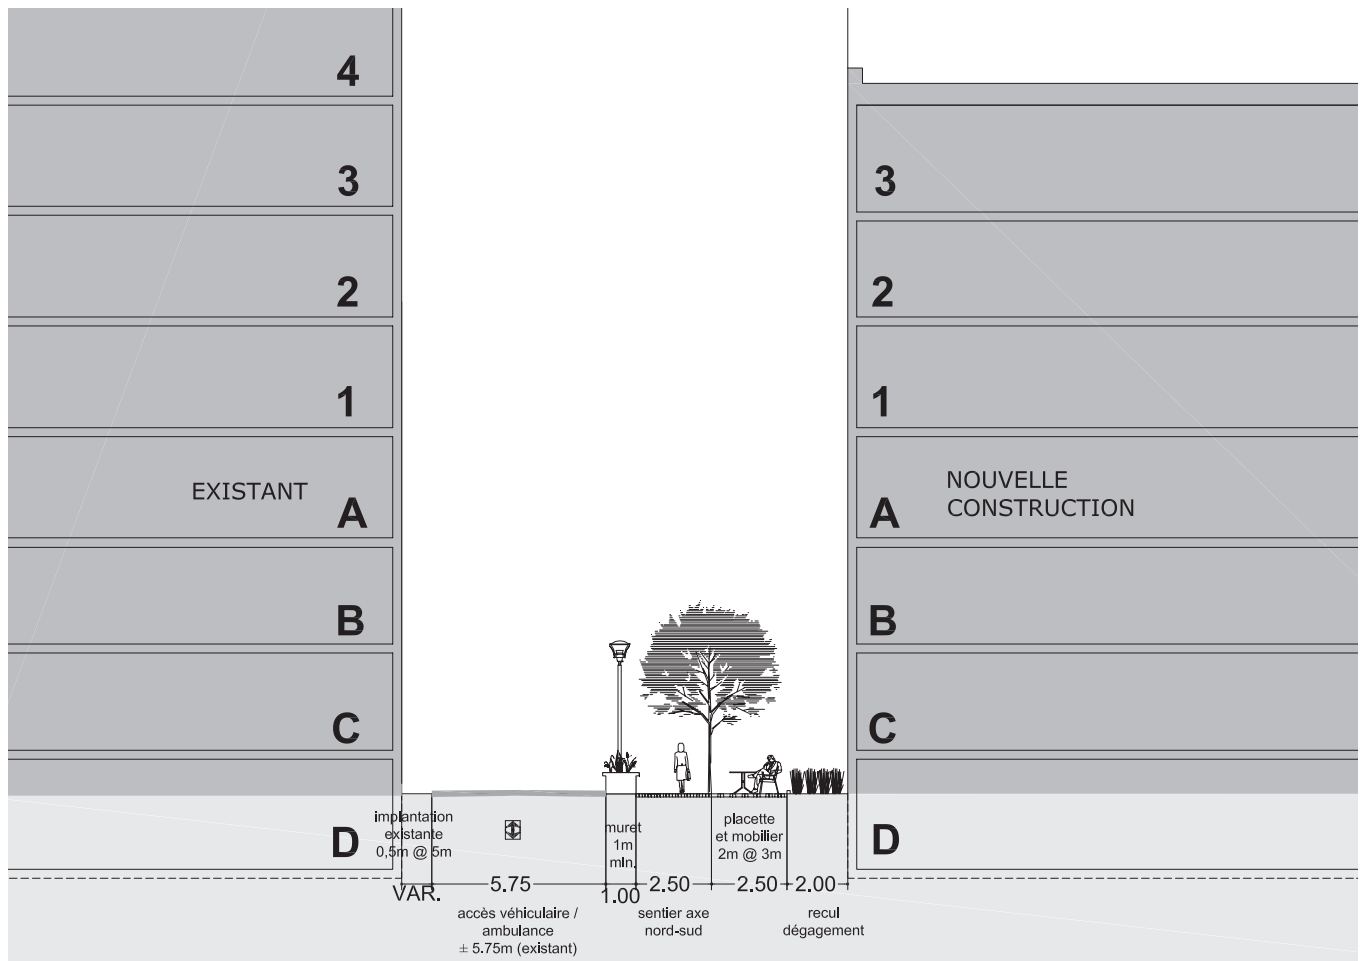 4
3
2
1
EXISTANT
A
B
C
D
3
2
1
A
NOUVELLE
CONSTRUCTION
B
C
D
implantation
existante
0,5m @ 5m
muret
1m
min.
placette
et mobilier
2m @ 3m
VAR.
5.75
1.00
2.50
2.50
2.00
accès véhiculaire /
ambulance
± 5.75m (existant)
sentier axe
nord-sud
recul
dégagement